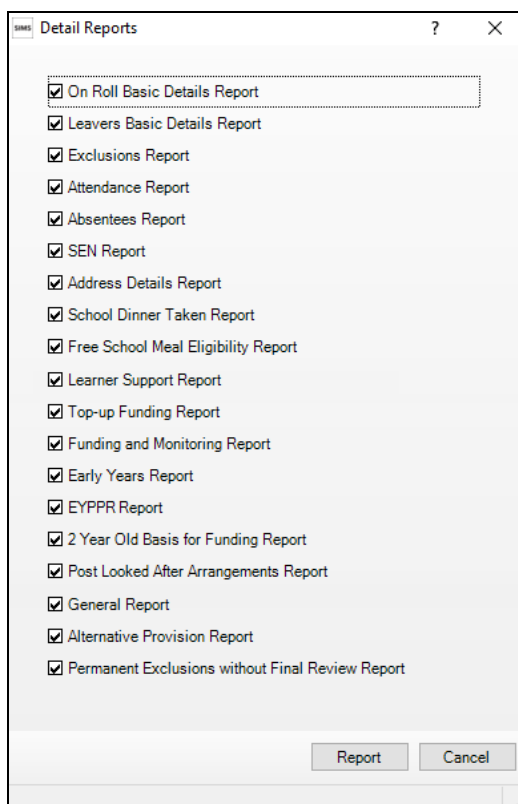 SIMS Detail Reports ?
On Roll Basic Details Report
Leavers Basic Details Report
Exclusions Report
Attendance Report
Absentees Report
SEN Report
Address Details Report
School Dinner Taken Report
Free School Meal Eligibility Report
Learner Support Report
Top-up Funding Report
Funding and Monitoring Report
Early Years Report
EYPPR Report
2 Year Old Basis for Funding Report
Post Looked After Arrangements Report
General Report
Alternative Provision Report
Permanent Exclusions without Final Review Report
Report Cancel